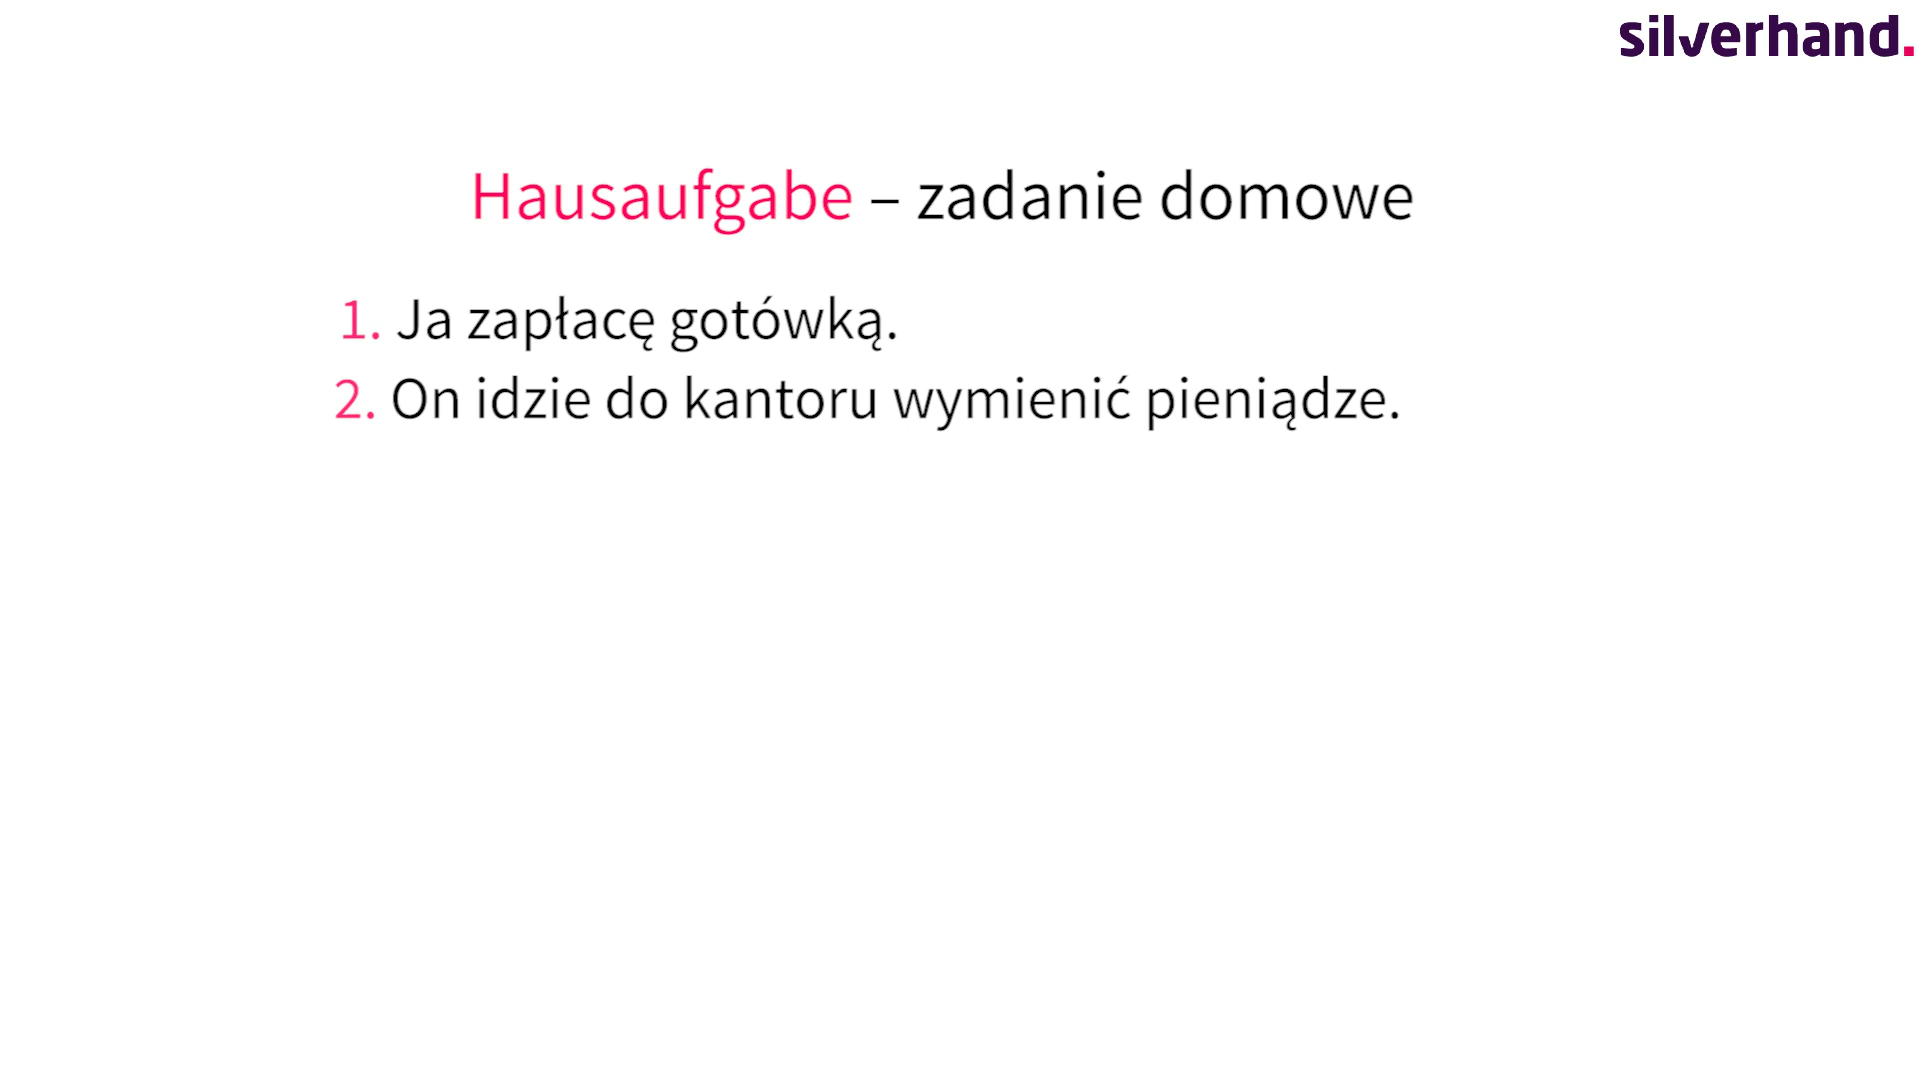 silverhand.
Hausaufgabe – zadanie domowe
1. Ja zapłacę gotówką.
2. On idzie do kantoru wymienić pieniądze.